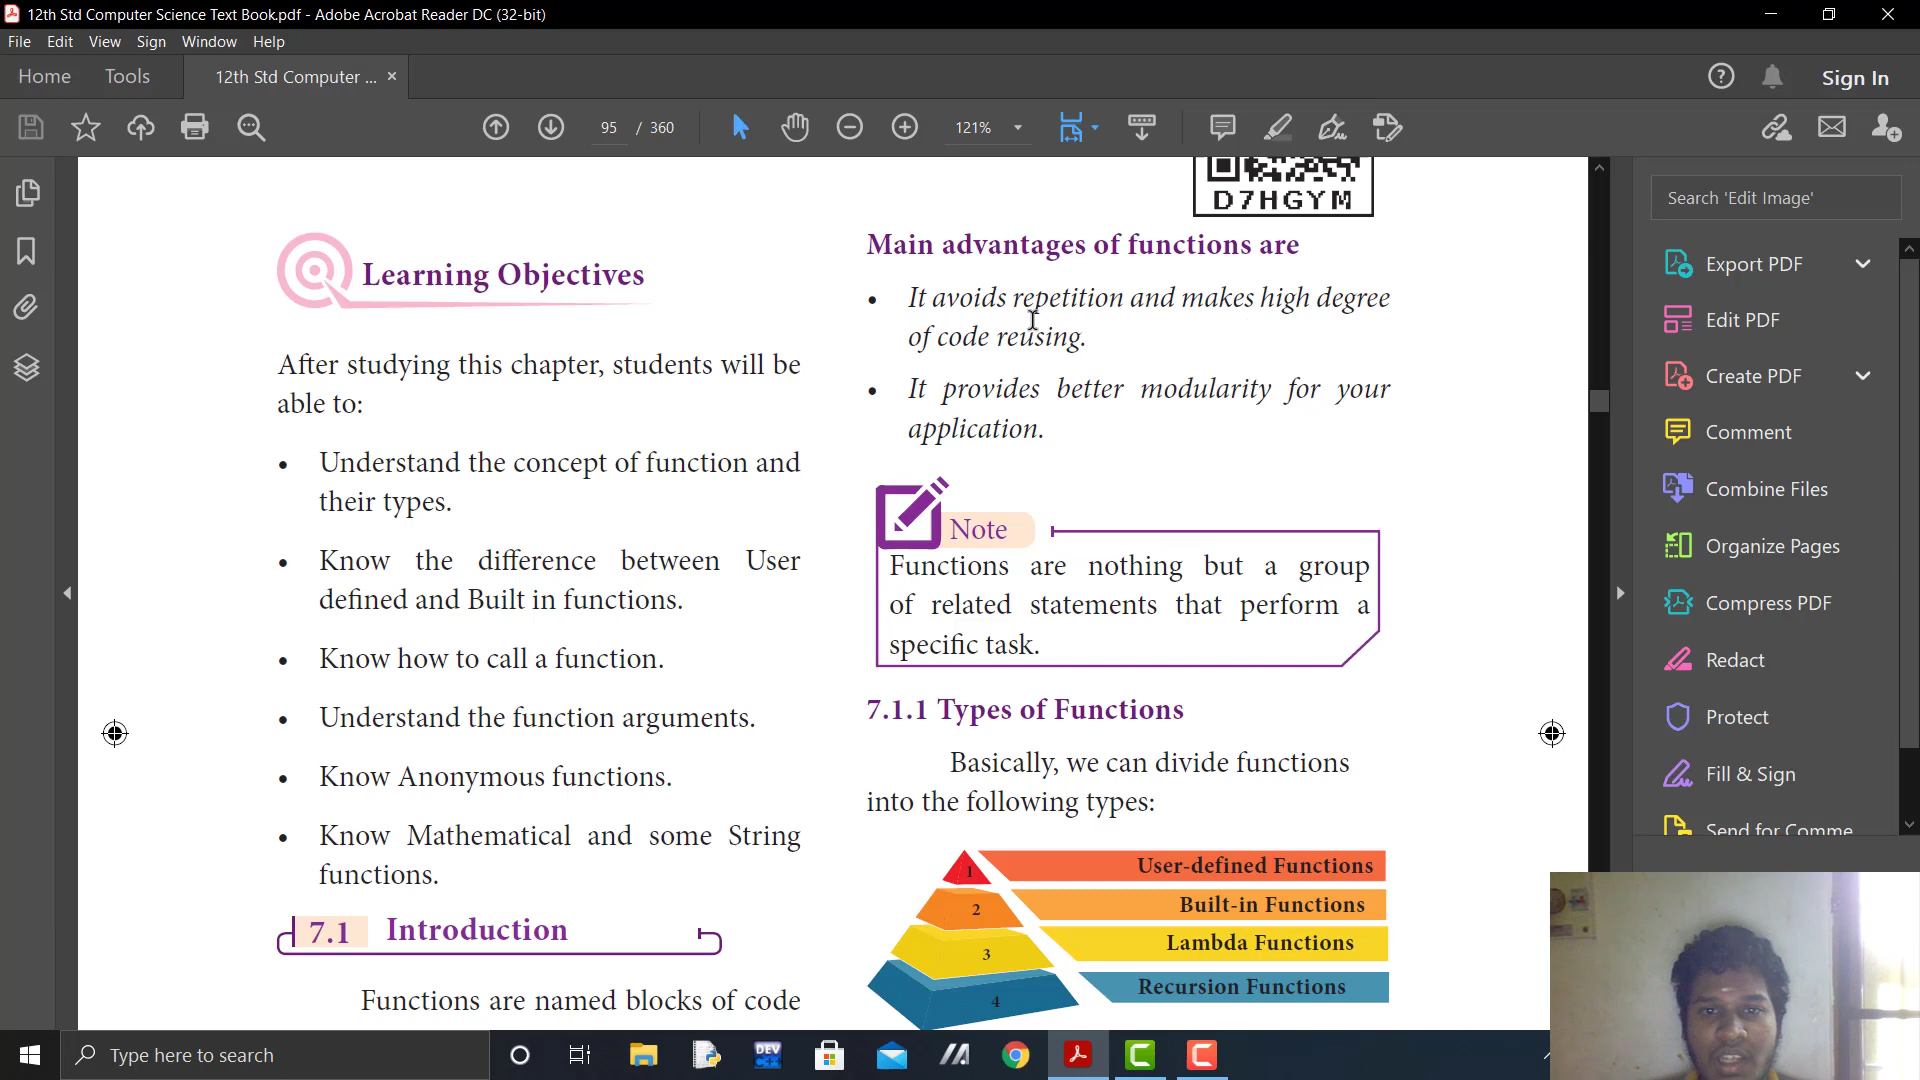 12th Std Computer Science Text Book.pdf - Adobe Acrobat Reader DC (32-bit)
File Edit View Sign Window Help
Home Tools 12th Std Computer ... × Sign In
95 / 360 121%
D7HGYM
Learning Objectives
After studying this chapter, students will be
able to:
• Understand the concept of function and
their types.
• Know the difference between User
defined and Built in functions.
• Know how to call a function.
• Understand the function arguments.
• Know Anonymous functions.
• Know Mathematical and some String
functions.
7.1 Introduction
Functions are named blocks of code
Main advantages of functions are
• It avoids repetition and makes high degree
of code reusing.
• It provides better modularity for your
application.
Note
Functions are nothing but a group
of related statements that perform a
specific task.
7.1.1 Types of Functions
Basically, we can divide functions
into the following types:
1 User-defined Functions
2 Built-in Functions
3 Lambda Functions
4 Recursion Functions
Search 'Edit Image'
Export PDF
Edit PDF
Create PDF
Comment
Combine Files
Organize Pages
Compress PDF
Redact
Protect
Fill & Sign
Send for Comme
Type here to search
DEV
C++